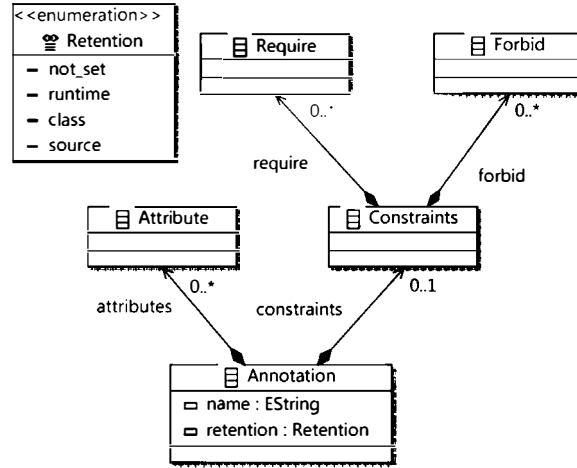 <<enumeration>>
Retention
not_set
runtime
class
source
Require
Forbid
0..*
0..*
require
forbid
Attribute
Constraints
0..*
0..1
attributes
constraints
Annotation
name : EString
retention : Retention